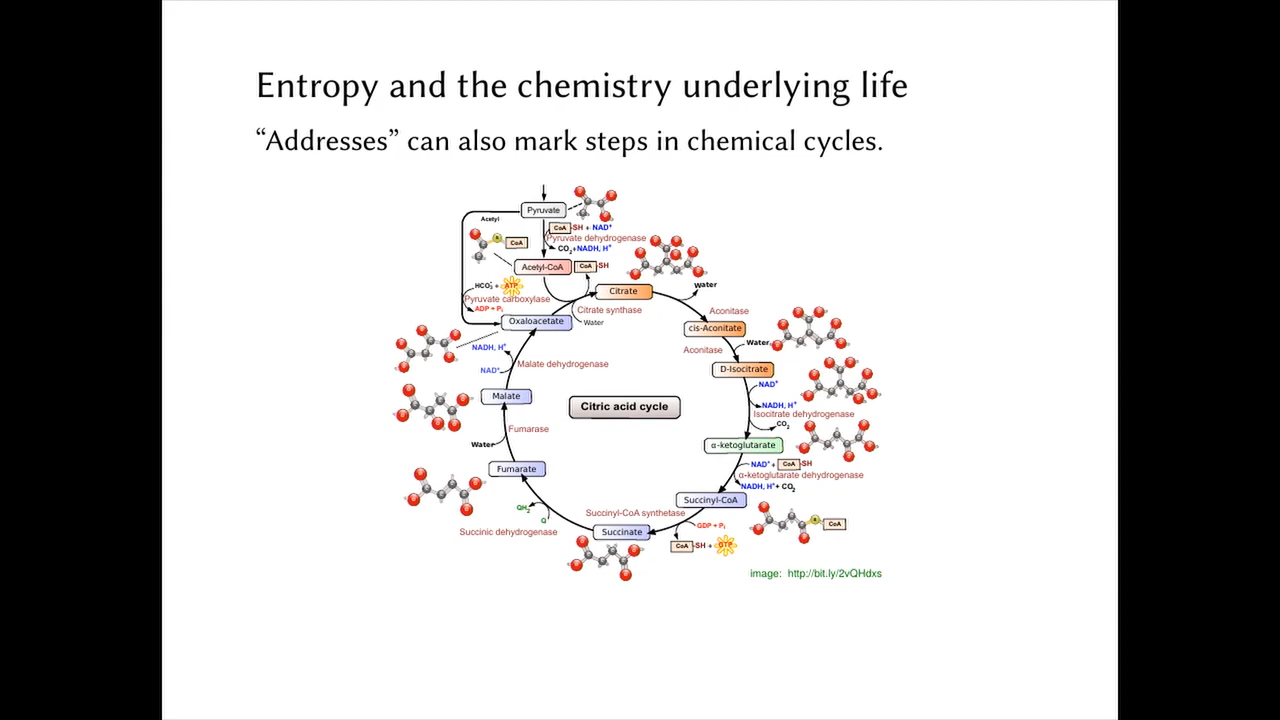 Entropy and the chemistry underlying life
“Addresses” can also mark steps in chemical cycles.
Pyruvate
Acetyl
CoA-SH + NAD+
Pyruvate dehydrogenase
CO2+NADH, H+
CoA
Acetyl-CoA
CoA-SH
HCO3- + ATP
Pyruvate carboxylase
ADP + Pi
Citrate
Water
Citrate synthase
Water
Oxaloacetate
Aconitase
cis-Aconitate
Water
Aconitase
D-Isocitrate
NAD+
NADH, H+
Isocitrate dehydrogenase
CO2
α-ketoglutarate
NAD+ + CoA-SH
α-ketoglutarate dehydrogenase
NADH, H+ + CO2
Succinyl-CoA
CoA
Succinyl-CoA synthetase
GDP + Pi
CoA-SH + GTP
Succinate
QH2
Q
Succinic dehydrogenase
Fumarate
Water
Fumarase
Malate
NADH, H+
NAD+
Malate dehydrogenase
Citric acid cycle
image: http://bit.ly/2vQHdxs